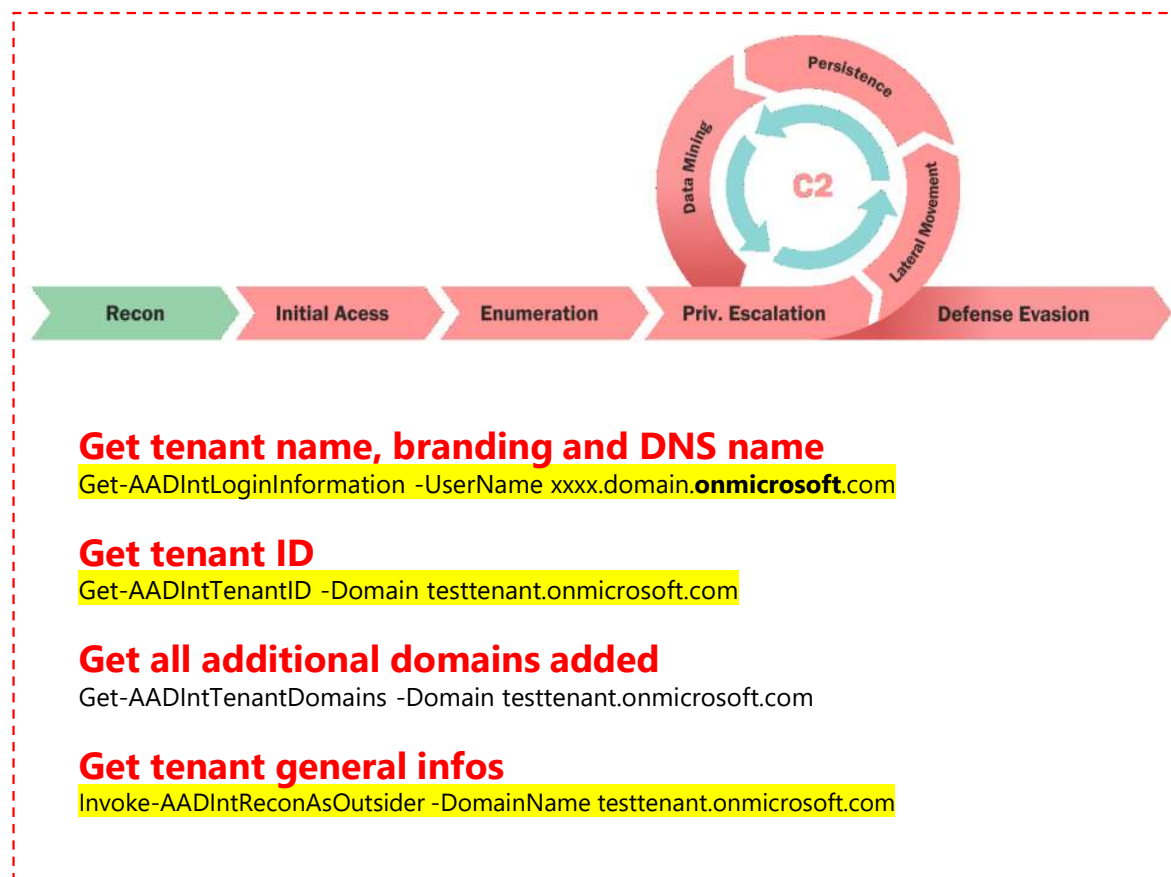 Persistence
Data Mining
C2
Lateral Movement
Recon
Initial Acess
Enumeration
Priv. Escalation
Defense Evasion
Get tenant name, branding and DNS name
Get-AADIntLoginInformation -UserName xxxx.domain.onmicrosoft.com
Get tenant ID
Get-AADIntTenantID -Domain testtenant.onmicrosoft.com
Get all additional domains added
Get-AADIntTenantDomains -Domain testtenant.onmicrosoft.com
Get tenant general infos
Invoke-AADIntReconAsOutsider -DomainName testtenant.onmicrosoft.com